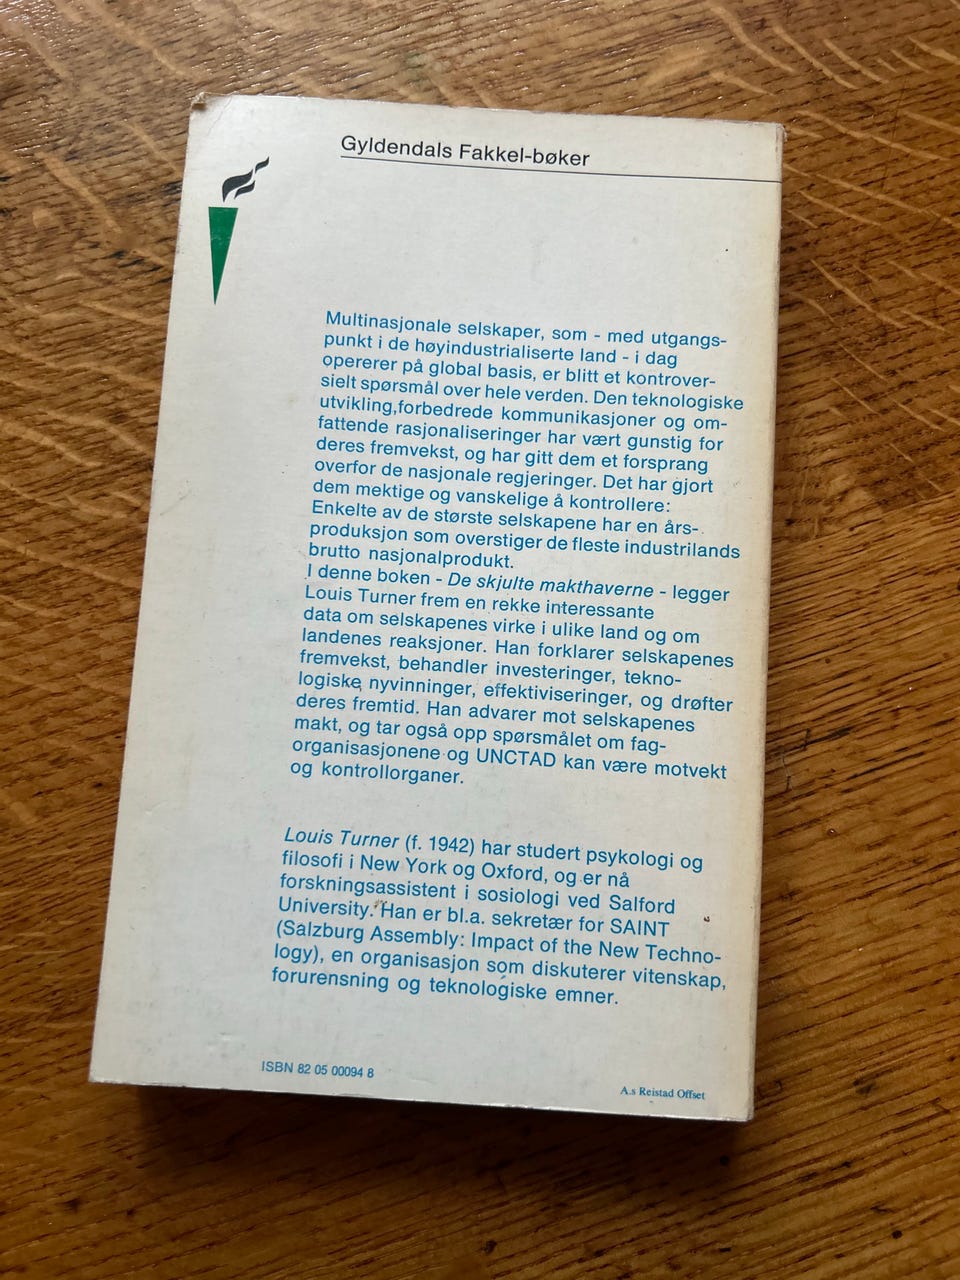 Gyldendals Fakkel-bøker
Multinasjonale selskaper, som - med utgangs-
punkt i de høyindustrialiserte land - i dag
opererer på global basis, er blitt et kontrover-
sielt spørsmål over hele verden. Den teknologiske
utvikling,forbedrede kommunikasjoner og om-
fattende rasjonaliseringer har vært gunstig for
deres fremvekst, og har gitt dem et forsprang
overfor de nasjonale regjeringer. Det har gjort
dem mektige og vanskelige å kontrollere:
Enkelte av de største selskapene har en års-
produksjon som overstiger de fleste industrilands
brutto nasjonalprodukt.
I denne boken - De skjulte makthaverne - legger
Louis Turner frem en rekke interessante
data om selskapenes virke i ulike land og om
landenes reaksjoner. Han forklarer selskapenes
fremvekst, behandler investeringer, tekno-
logiske nyvinninger, effektiviseringer, og drøfter
deres fremtid. Han advarer mot selskapenes
makt, og tar også opp spørsmålet om fag-
organisasjonene og UNCTAD kan være motvekt
og kontrollorganer.
Louis Turner (f. 1942) har studert psykologi og
filosofi i New York og Oxford, og er nå
forskningsassistent i sosiologi ved Salford
University. Han er bl.a. sekretær for SAINT
(Salzburg Assembly: Impact of the New Techno-
logy), en organisasjon som diskuterer vitenskap,
forurensning og teknologiske emner.
ISBN 82 05 00094 8
A.s Reistad Offset